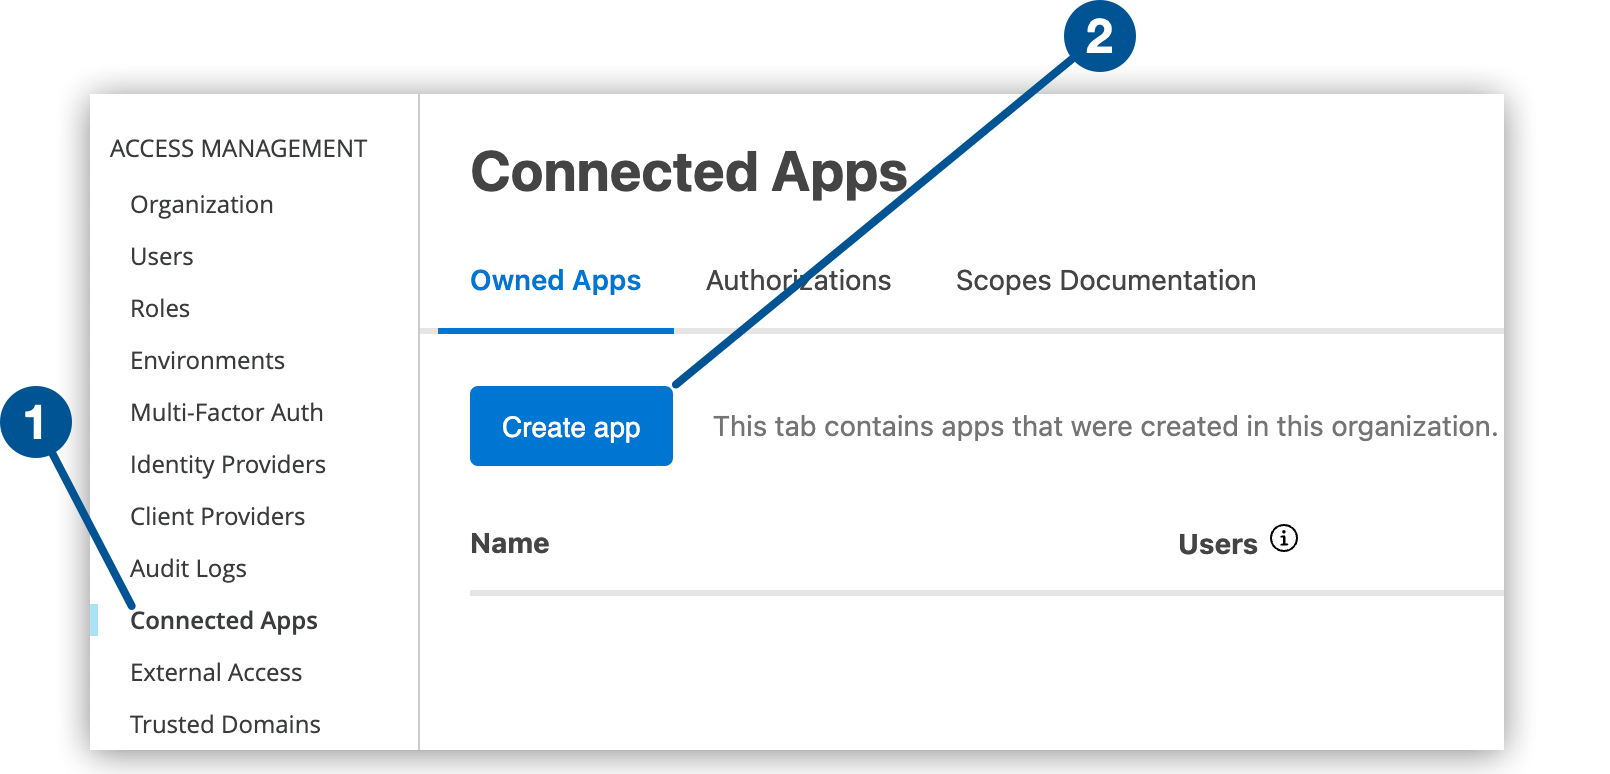 2
ACCESS MANAGEMENT
Organization
Users
Roles
Environments
Multi-Factor Auth
1
Identity Providers
Client Providers
Audit Logs
Connected Apps
External Access
Trusted Domains
Connected Apps
Owned Apps Authorizations Scopes Documentation
Create app This tab contains apps that were created in this organization.
Name Users